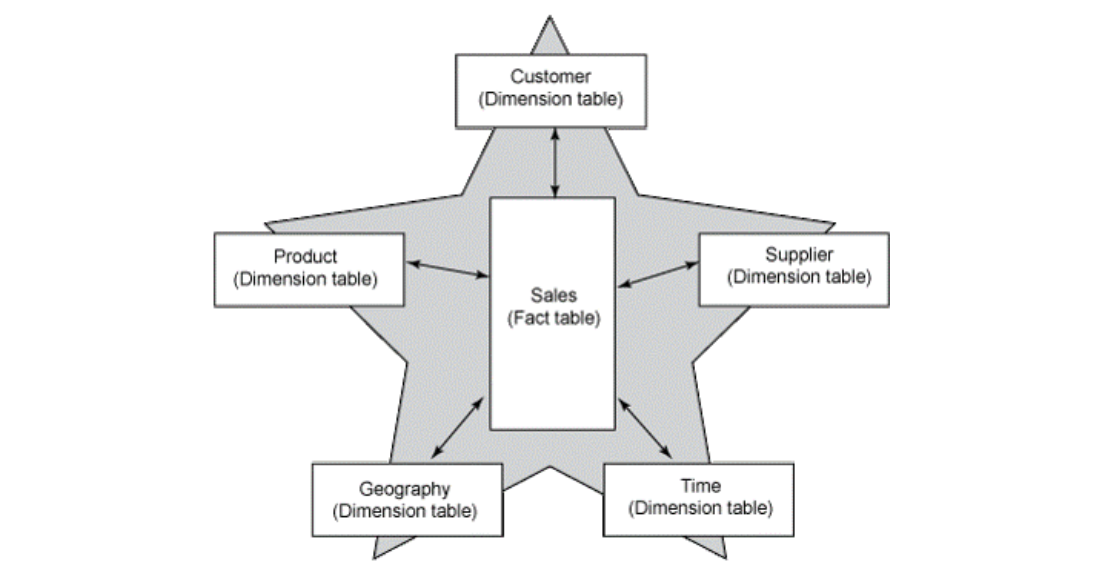 Customer
(Dimension table)
Product
(Dimension table)
Supplier
(Dimension table)
Sales
(Fact table)
Geography
(Dimension table)
Time
(Dimension table)